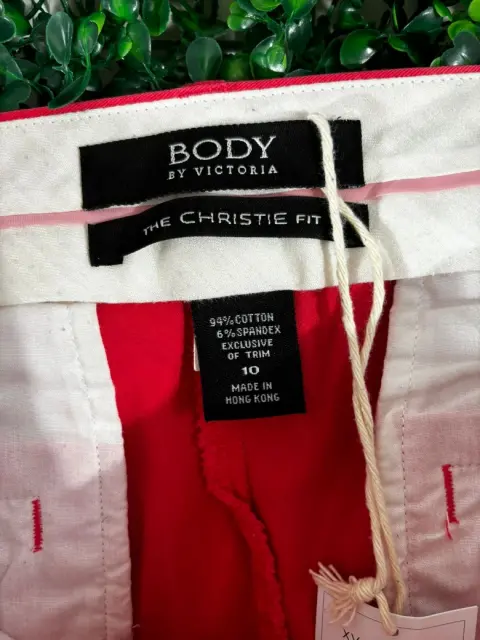 BODY
BY VICTORIA
THE CHRISTIE FIT
94% COTTON
6% SPANDEX
EXCLUSIVE
OF TRIM
10
MADE IN
HONG KONG